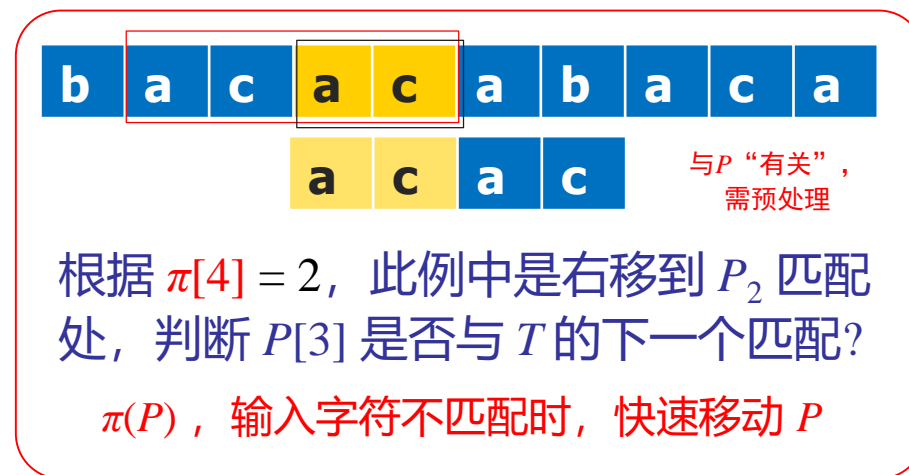 b a c a c a b a c a
a c a c
与P“有关”,
需预处理
根据 π[4] = 2, 此例中是右移到 P₂ 匹配
处, 判断 P[3] 是否与 T 的下一个匹配?
π(P) , 输入字符不匹配时, 快速移动 P